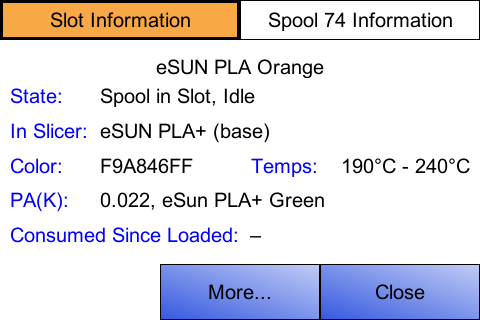 Slot Information Spool 74 Information
eSUN PLA Orange
State: Spool in Slot, Idle
In Slicer: eSUN PLA+ (base)
Color: F9A846FF Temps: 190°C - 240°C
PA(K): 0.022, eSun PLA+ Green
Consumed Since Loaded: –
More... Close